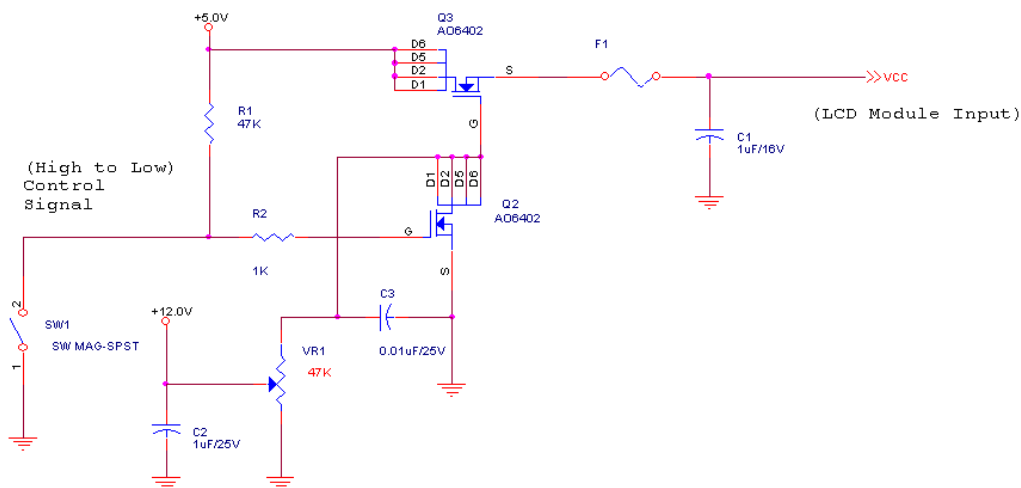 +5.0V
Q3
AO6402
D6
D5
D2
D1
S
G
F1
VCC
(LCD Module Input)
C1
1uF/16V
R1
47K
(High to Low)
Control
Signal
R2
1K
G
D1
D2
D5
D6
Q2
AO6402
S
2
SW1
SW MAG-SPST
1
+12.0V
C3
0.01uF/25V
VR1
47K
C2
1uF/25V